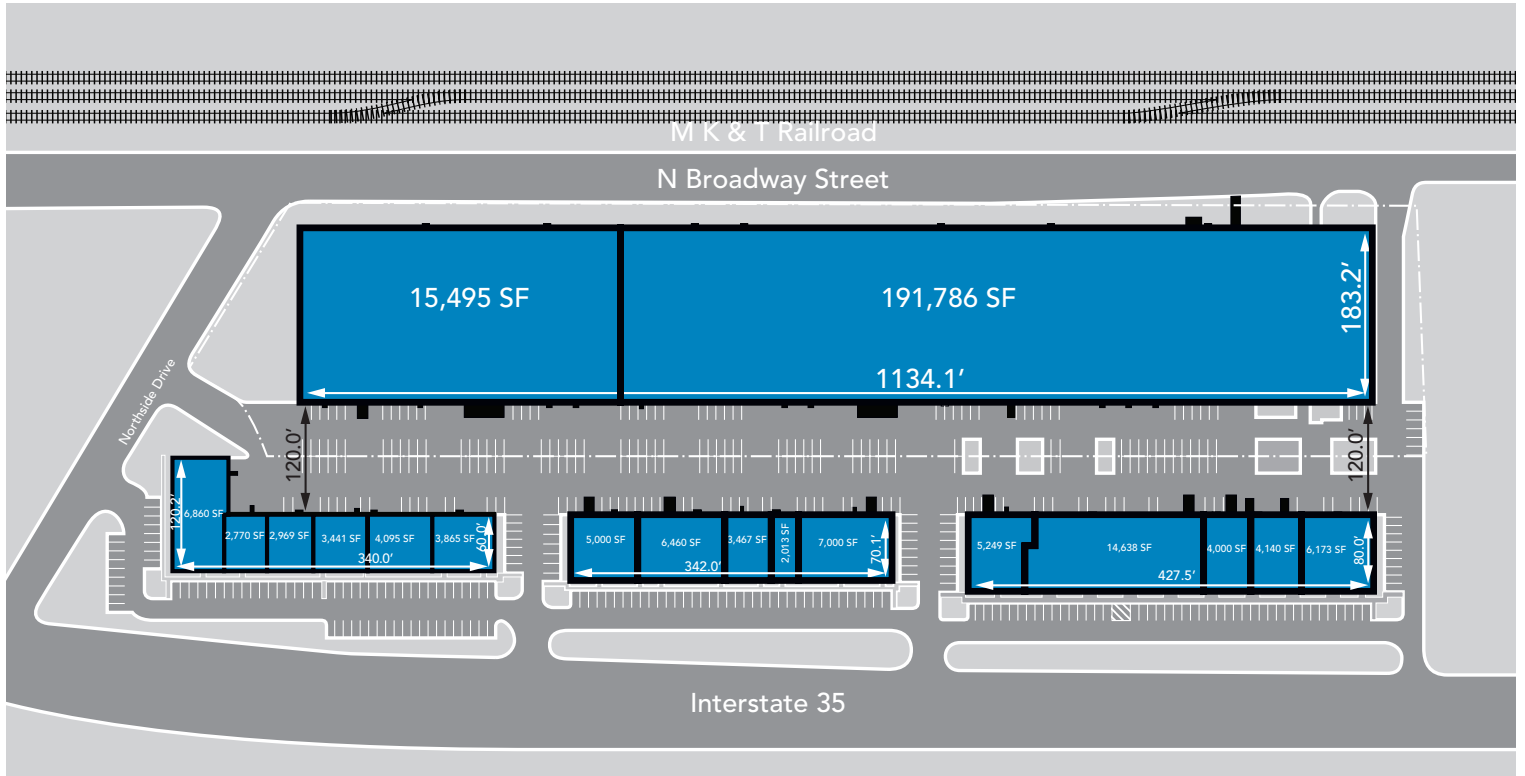 M K & T Railroad
N Broadway Street
15,495 SF
191,786 SF
183.2’
1134.1’
Northside Drive
120.0’
120.0’
120.2’
6,860 SF
2,770 SF
2,969 SF
3,441 SF
4,095 SF
3,865 SF
60.0’
340.0’
5,000 SF
6,460 SF
3,467 SF
2,013 SF
7,000 SF
70.1’
342.0’
5,249 SF
14,638 SF
4,000 SF
4,140 SF
6,173 SF
80.0’
427.5’
Interstate 35